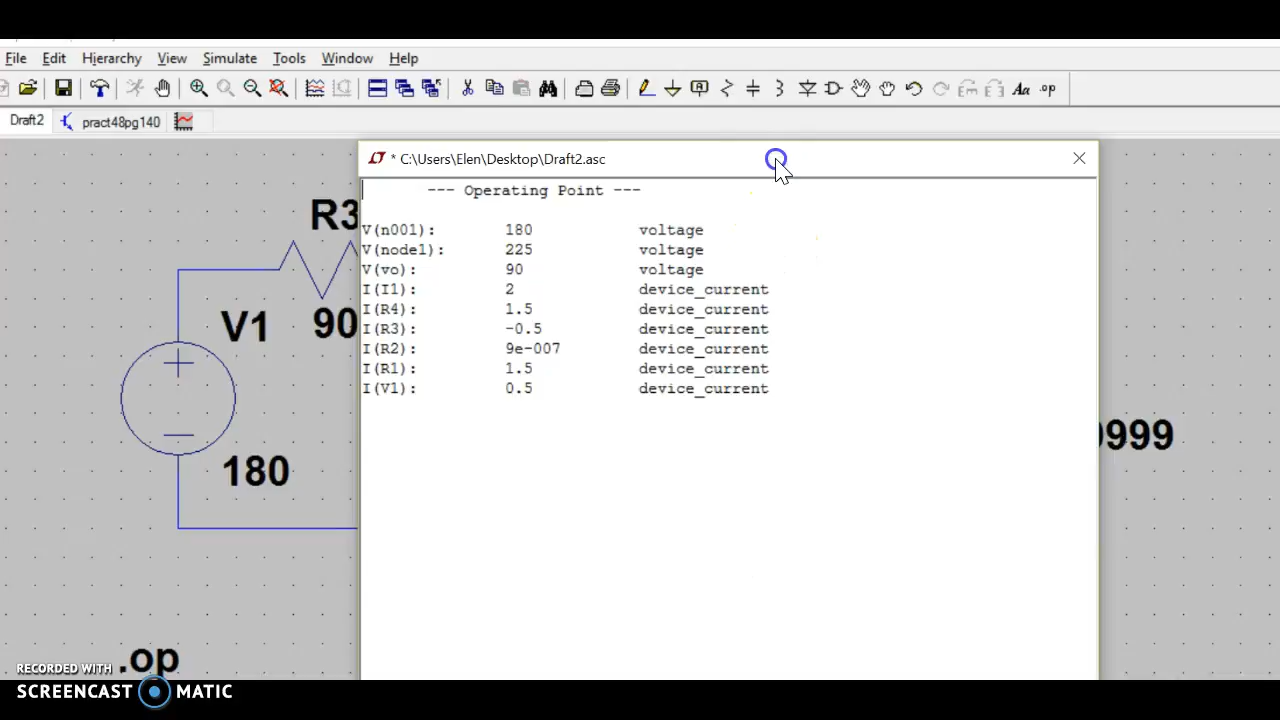 File Edit Hierarchy View Simulate Tools Window Help
.op
Draft2 pract48pg140
* C:\Users\Elen\Desktop\Draft2.asc
--- Operating Point ---
V(n001): 180 voltage
V(node1): 225 voltage
V(vo): 90 voltage
I(I1): 2 device_current
I(R4): 1.5 device_current
I(R3): -0.5 device_current
I(R2): 9e-007 device_current
I(R1): 1.5 device_current
I(V1): 0.5 device_current
R3
V1 90
9999
180
.op
RECORDED WITH
SCREENCAST MATIC